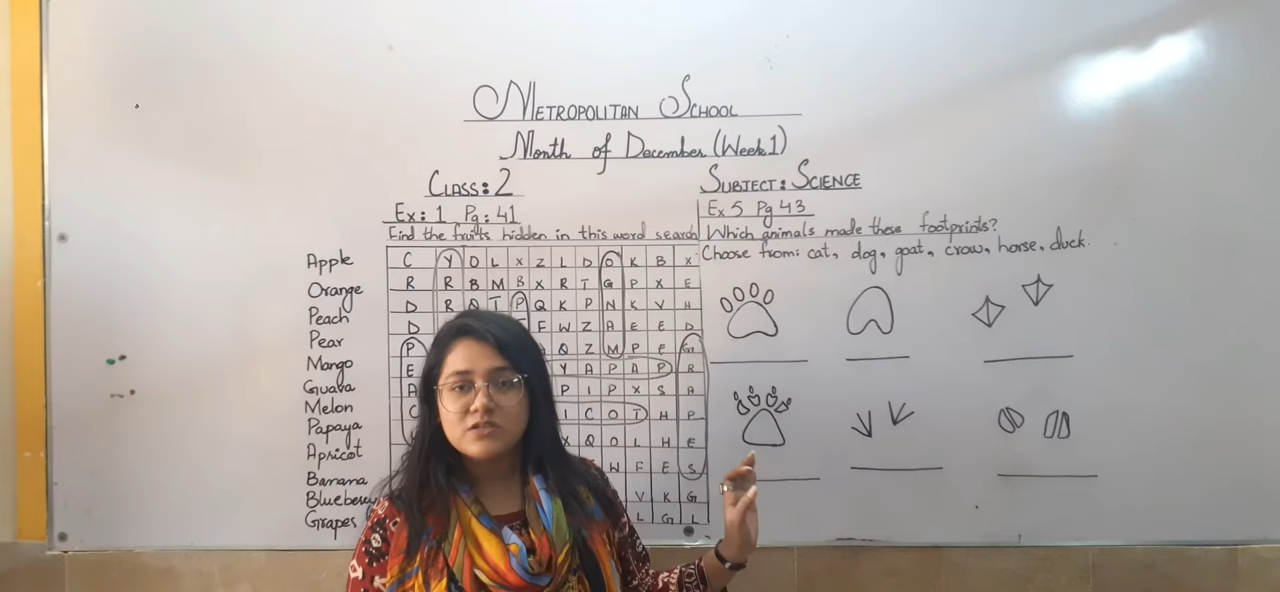 METROPOLITAN SCHOOL
Month of December (Week 1)
CLASS: 2
SUBJECT: SCIENCE
Ex: 1 Pg: 41
Find the fruits hidden in this word search
Apple
Orange
Peach
Pear
Mango
Guava
Melon
Papaya
Apricot
Banana
Blueberry
Grapes
C Y O L X Z L D O K B X
R R B M B X R T G P X E
D R Q T P Q K P N K V H
D F W Z A E E D
P Q Z M P E G
E Y A P A P R
A P I P X S A
C I C O T H P
X Q O L H E
W F E S
V K G
L G L
Ex 5 Pg 43
Which animals made these footprints?
Choose from: cat, dog, goat, crow, horse, duck.